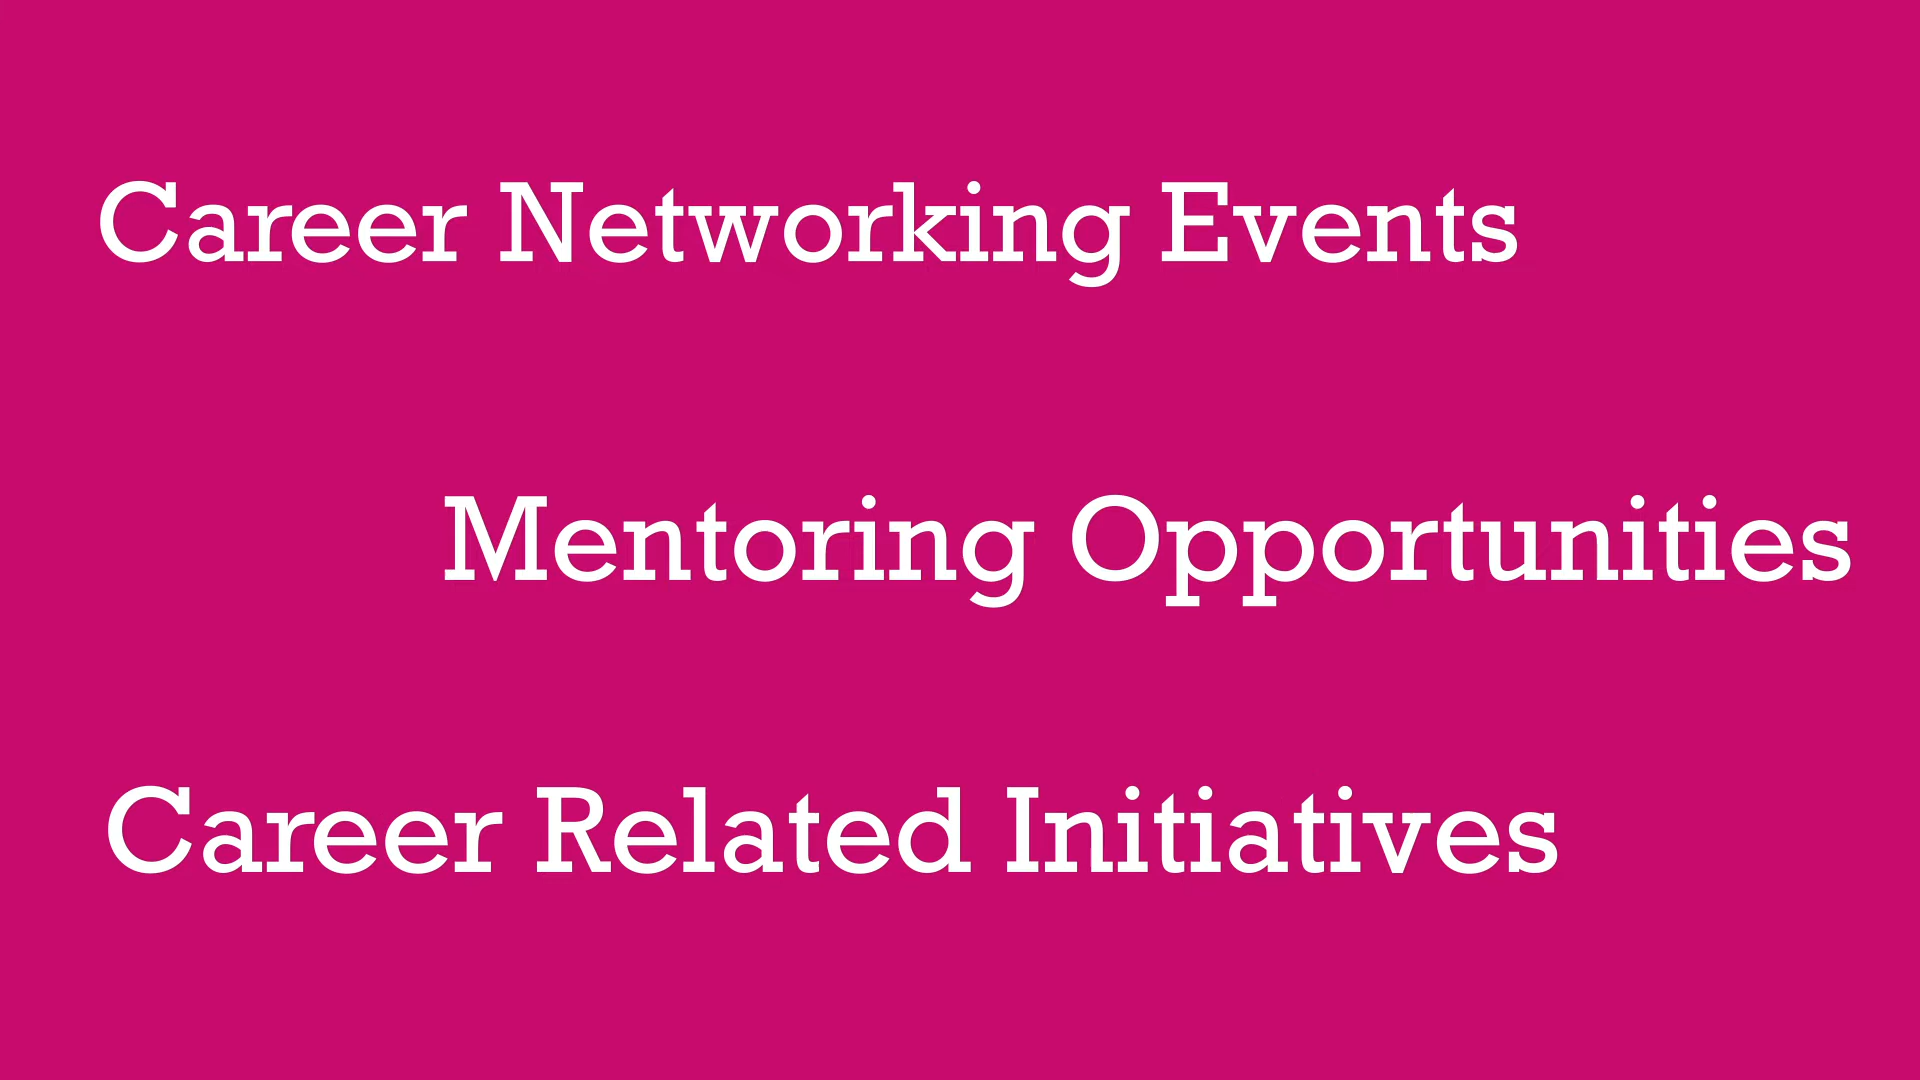 Career Networking Events
Mentoring Opportunities
Career Related Initiatives